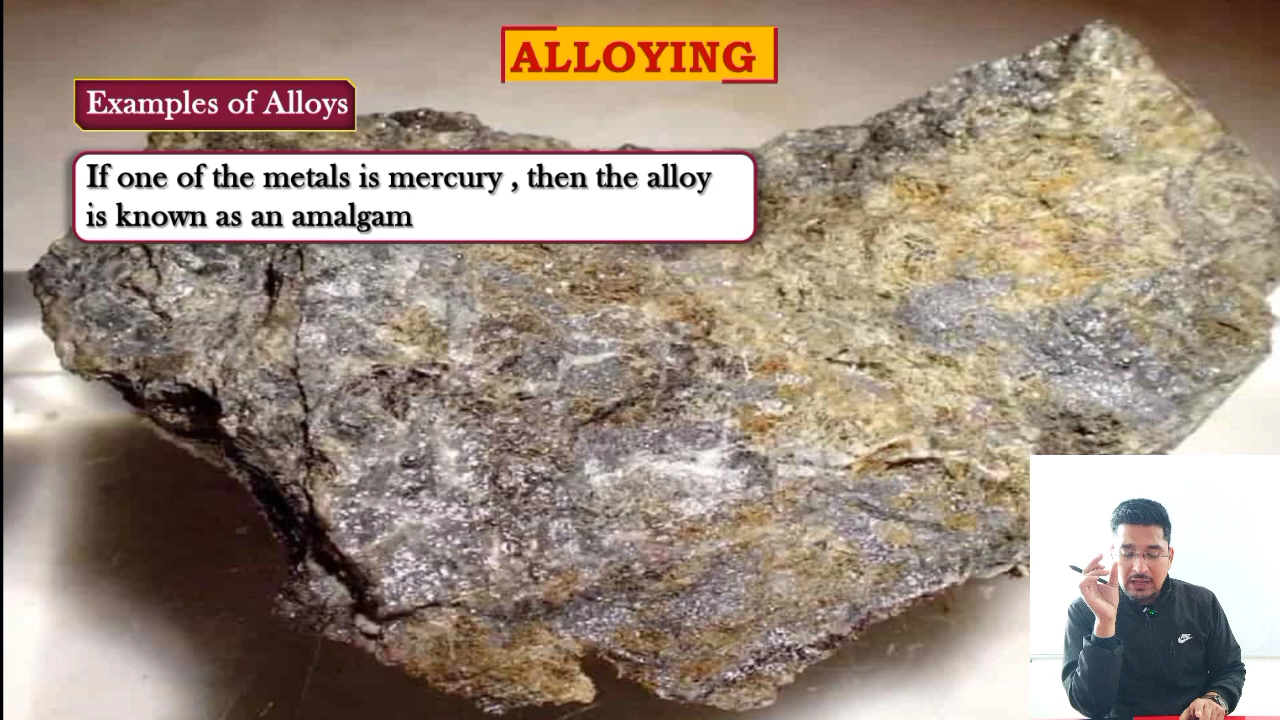 ALLOYING
Examples of Alloys
If one of the metals is mercury , then the alloy
is known as an amalgam